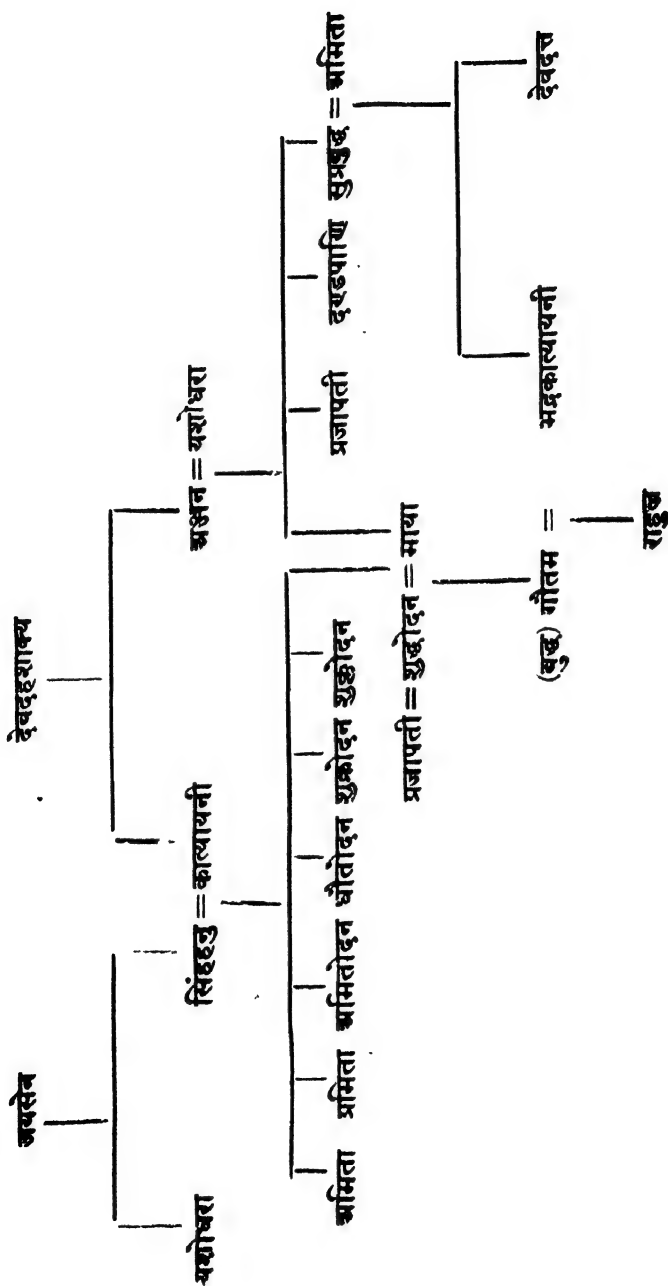 जयसेन देवदहशाक्य
यशोधरा सिंहहनु = कात्यायनी अञ्जन = यशोधरा
अमिता प्रमिता अमितोदन धौतोदन शुक्रोदन शुक्लोदन प्रजापती दण्डपाणि सुप्रबुद्ध = अमिता
प्रजापती = शुद्धोदन = माया
(बुद्ध) गौतम = भद्रकात्यायनी देवदत्त
राहुल